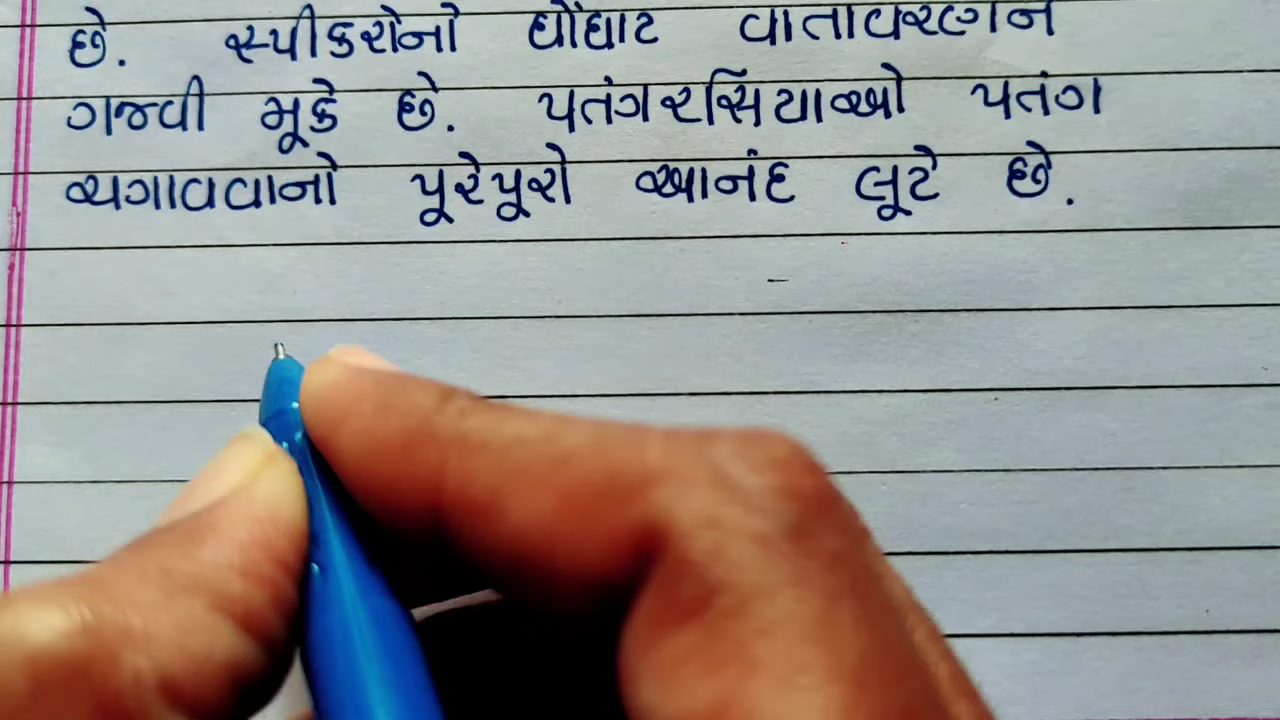 છે. સ્પીકરોનો ઘોંઘાટ વાતાવરણન
ગજવી મૂકે છે. પતંગરસિયાઓ પતંગ
ચગાવવાનો પૂરેપૂરો આનંદ લૂટે છે.